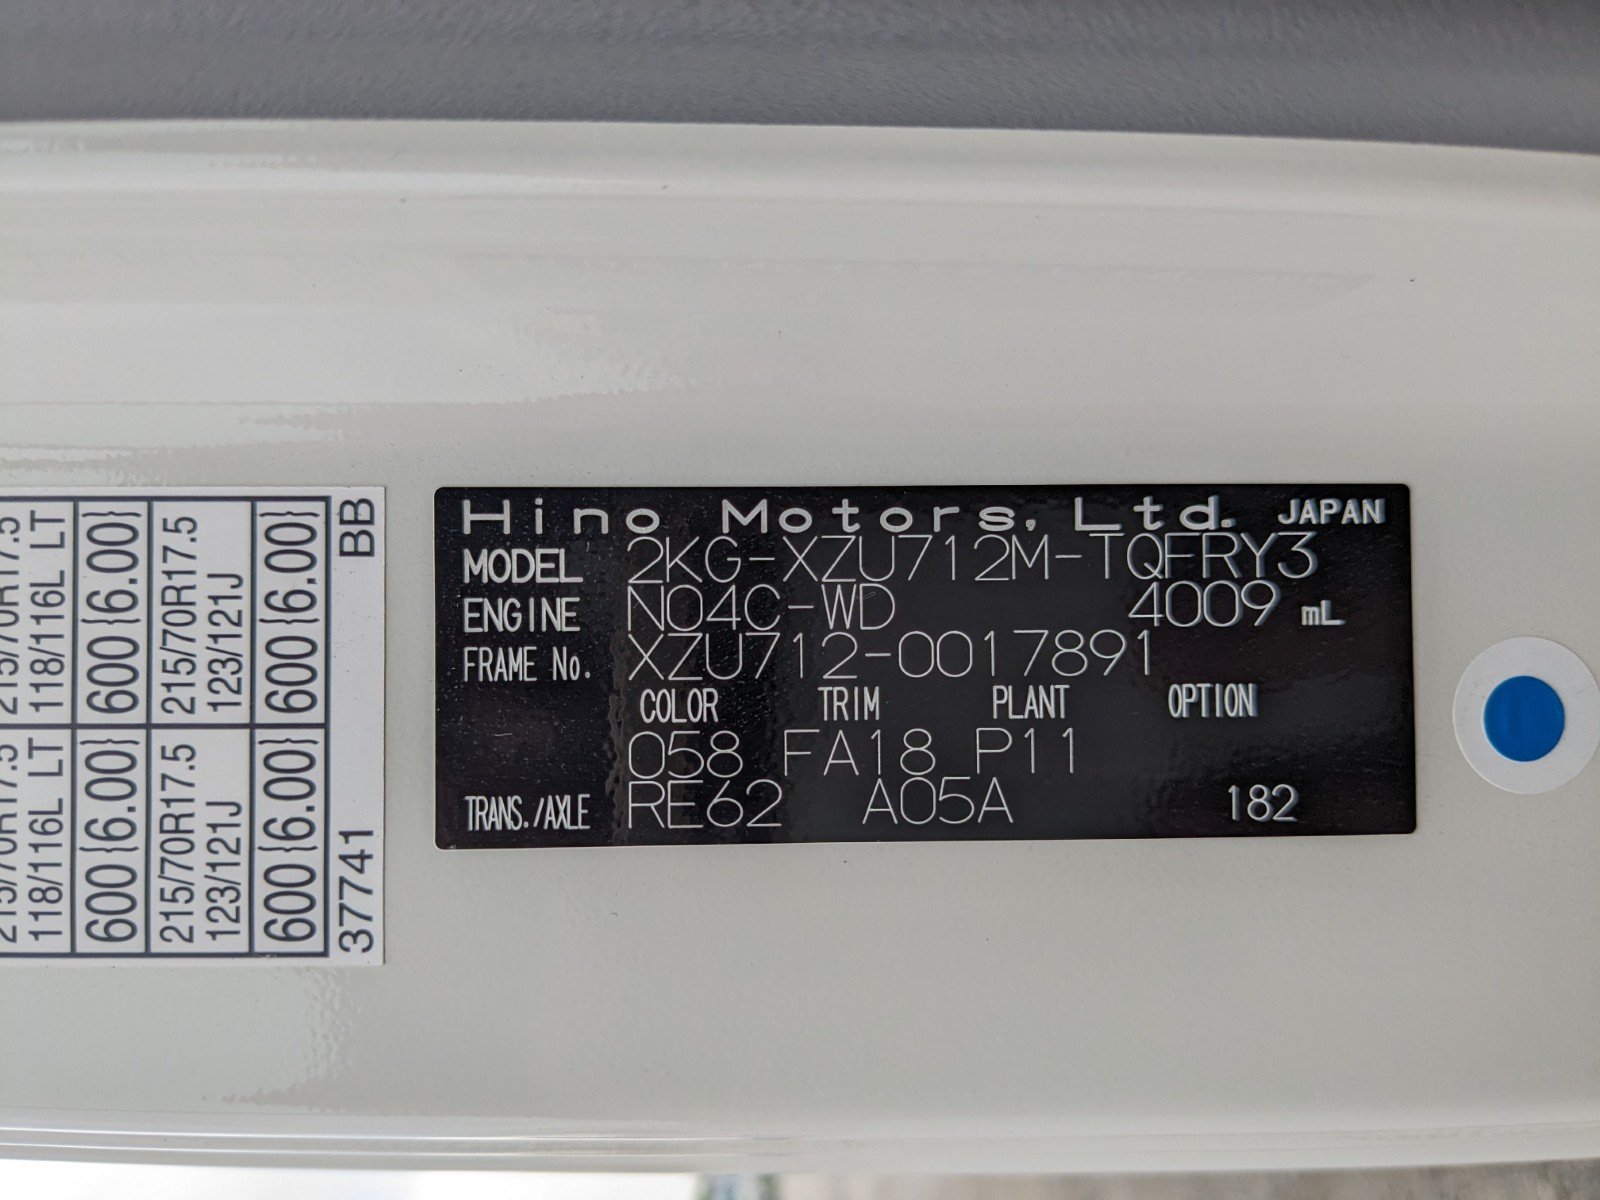 Hino Motors, Ltd. JAPAN
MODEL 2KG-XZU712M-TQFRY3
ENGINE N04C-WD 4009 mL
FRAME No. XZU712-0017891
COLOR TRIM PLANT OPTION
058 FA18 P11
TRANS./AXLE RE62 A05A 182
215/70R17.5 215/70R17.5
118/116L LT 118/116L LT
600{6.00} 600{6.00}
215/70R17.5 215/70R17.5
123/121J 123/121J
600{6.00} 600{6.00}
37741 BB